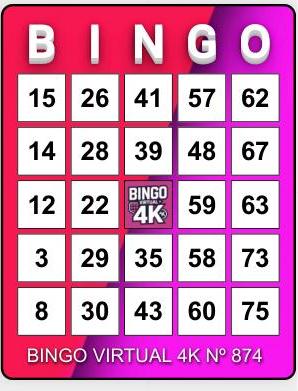 B I N G O
15 26 41 57 62
14 28 39 48 67
12 22 BINGO VIRTUAL 4K 59 63
3 29 35 58 73
8 30 43 60 75
BINGO VIRTUAL 4K Nº 874